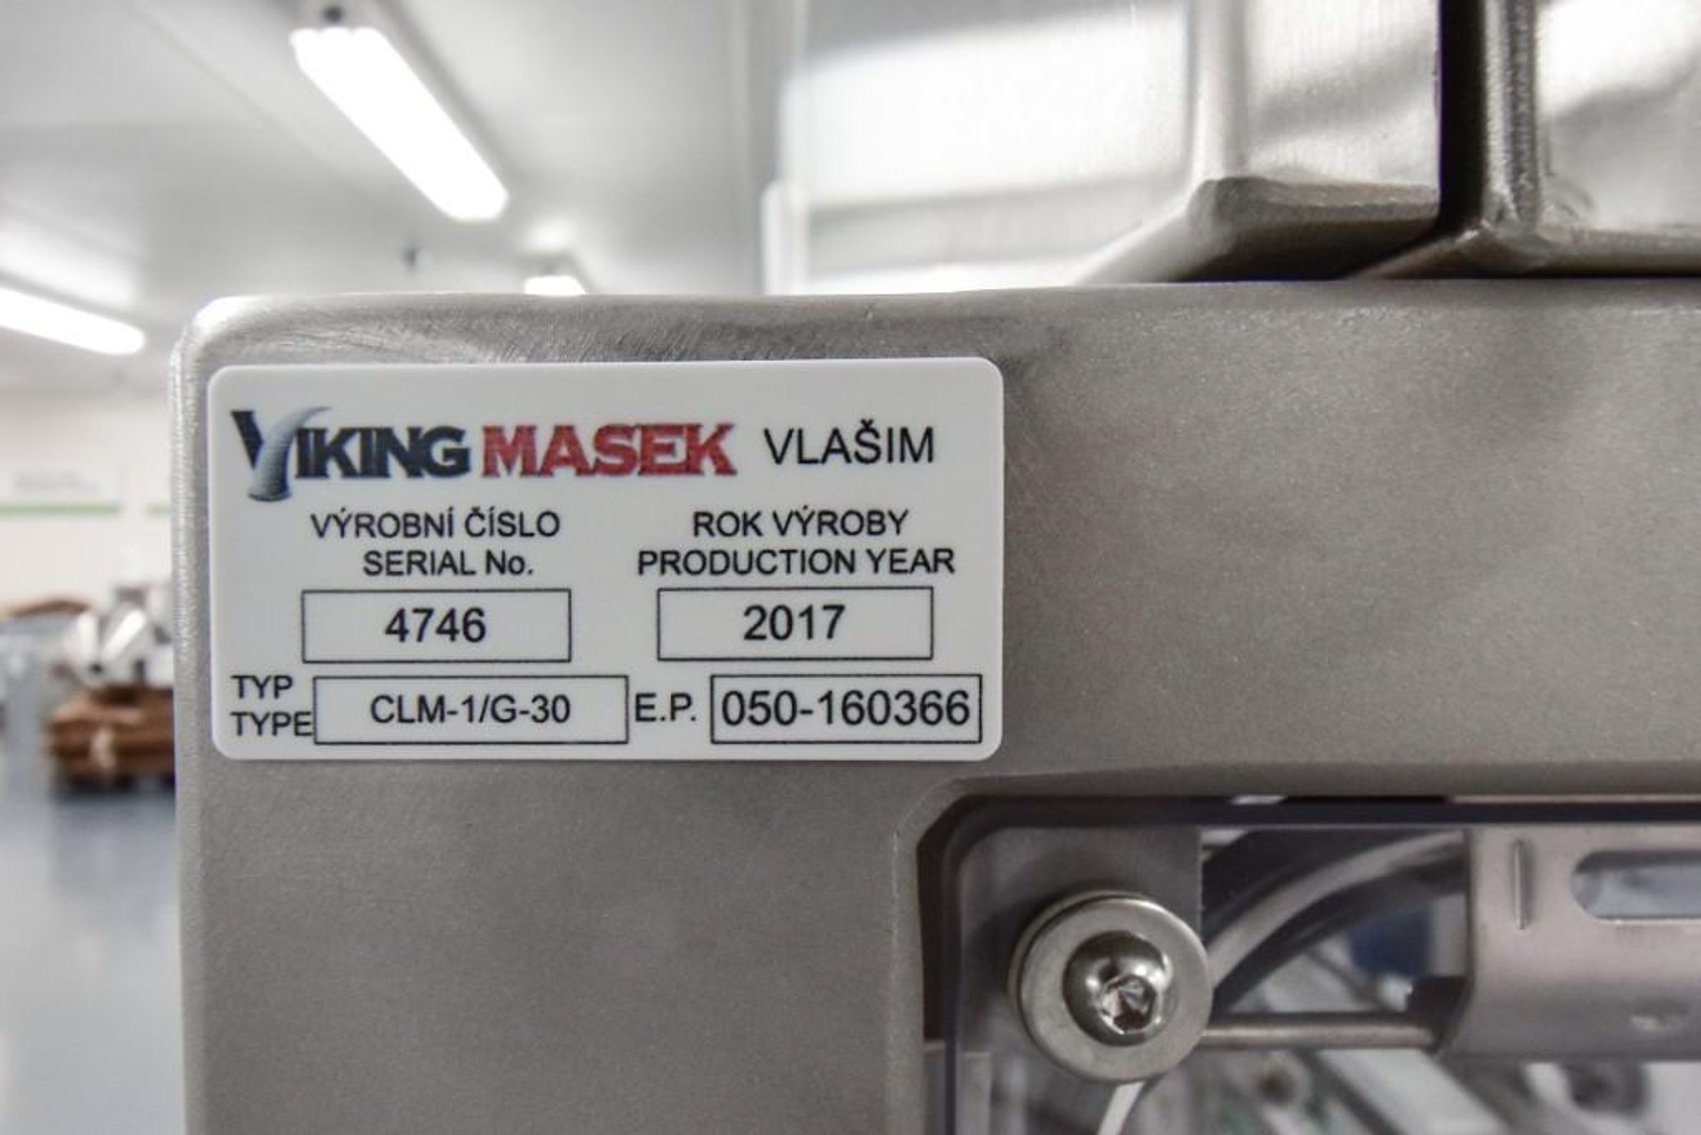 VIKING MASEK VLAŠIM
VÝROBNÍ ČÍSLO
SERIAL No.
4746
ROK VÝROBY
PRODUCTION YEAR
2017
TYP
TYPE
CLM-1/G-30
E.P.
050-160366